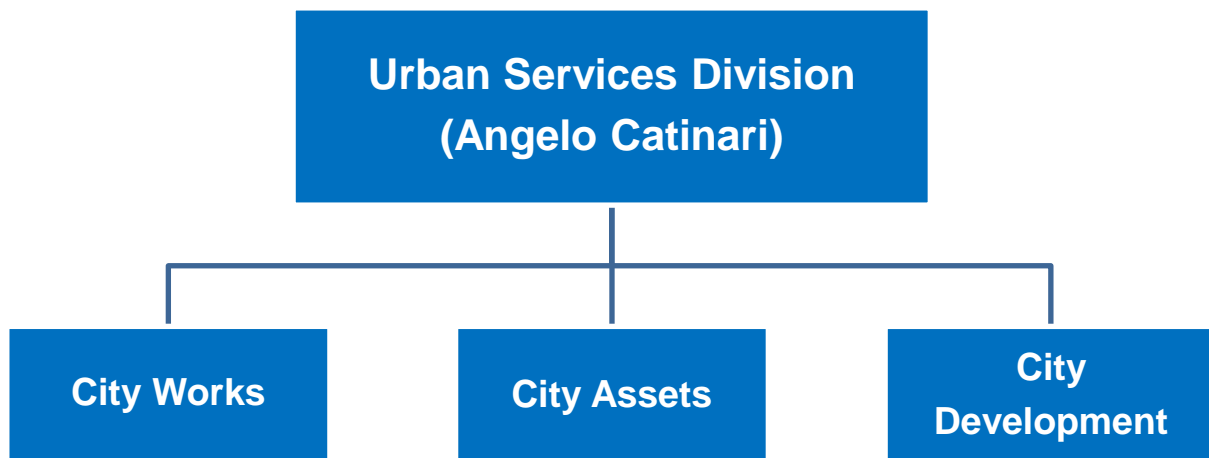 Urban Services Division
(Angelo Catinari)
City Works
City Assets
City
Development